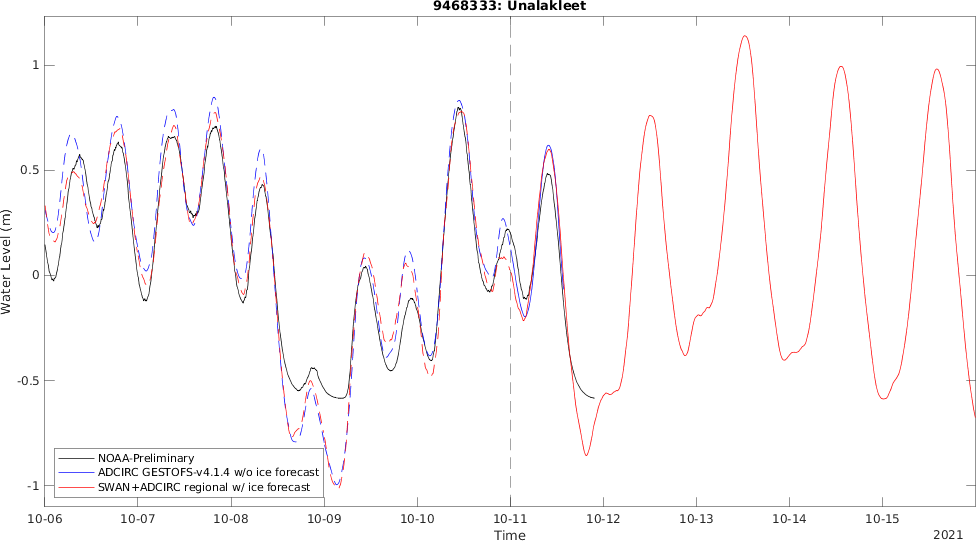 9468333: Unalakleet
Water Level (m)
1
0.5
0
-0.5
-1
NOAA-Preliminary
ADCIRC GESTOFS-v4.1.4 w/o ice forecast
SWAN+ADCIRC regional w/ ice forecast
10-06 10-07 10-08 10-09 10-10 10-11 10-12 10-13 10-14 10-15
Time
2021